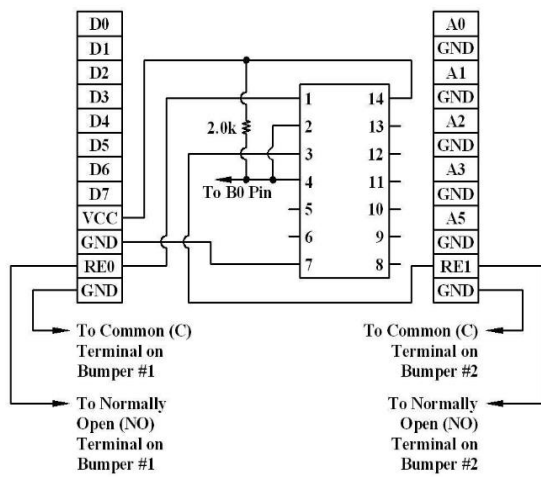 D0
D1
D2
D3
D4
D5
D6
D7
VCC
GND
RE0
GND
2.0k
To B0 Pin
1
2
3
4
5
6
7
14
13
12
11
10
9
8
A0
GND
A1
GND
A2
GND
A3
GND
A5
GND
RE1
GND
To Common (C)
Terminal on
Bumper #1
To Normally
Open (NO)
Terminal on
Bumper #1
To Common (C)
Terminal on
Bumper #2
To Normally
Open (NO)
Terminal on
Bumper #2